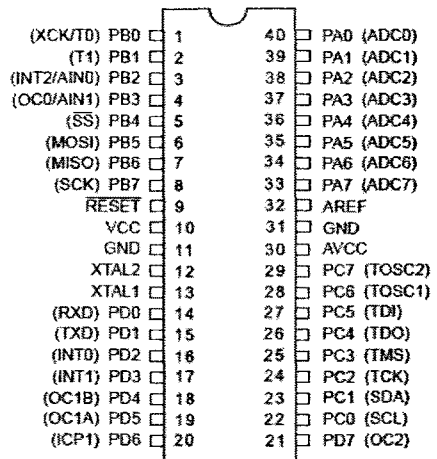 (XCK/T0) PB0 1 40 PA0 (ADC0)
(T1) PB1 2 39 PA1 (ADC1)
(INT2/AIN0) PB2 3 38 PA2 (ADC2)
(OC0/AIN1) PB3 4 37 PA3 (ADC3)
(SS) PB4 5 36 PA4 (ADC4)
(MOSI) PB5 6 35 PA5 (ADC5)
(MISO) PB6 7 34 PA6 (ADC6)
(SCK) PB7 8 33 PA7 (ADC7)
RESET 9 32 AREF
VCC 10 31 GND
GND 11 30 AVCC
XTAL2 12 29 PC7 (TOSC2)
XTAL1 13 28 PC6 (TOSC1)
(RXD) PD0 14 27 PC5 (TDI)
(TXD) PD1 15 26 PC4 (TDO)
(INT0) PD2 16 25 PC3 (TMS)
(INT1) PD3 17 24 PC2 (TCK)
(OC1B) PD4 18 23 PC1 (SDA)
(OC1A) PD5 19 22 PC0 (SCL)
(ICP1) PD6 20 21 PD7 (OC2)